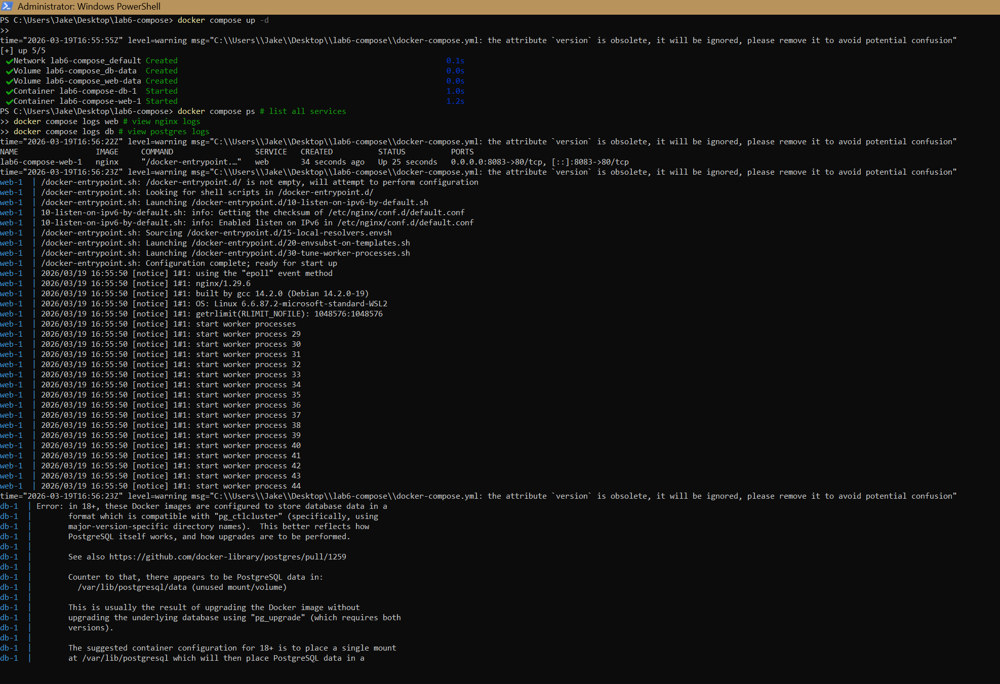 Administrator: Windows PowerShell
PS C:\Users\Jake\Desktop\lab6-compose> docker compose up -d
>>
time="2026-03-19T16:55:55Z" level=warning msg="C:\\Users\\Jake\\Desktop\\lab6-compose\\docker-compose.yml: the attribute `version` is obsolete, it will be ignored, please remove it to avoid potential confusion"
[+] up 5/5
✔Network lab6-compose_default Created 0.1s
✔Volume lab6-compose_db-data  Created 0.0s
✔Volume lab6-compose_web-data Created 0.0s
✔Container lab6-compose-db-1  Started 1.0s
✔Container lab6-compose-web-1 Started 1.2s
PS C:\Users\Jake\Desktop\lab6-compose> docker compose ps # list all services
>> docker compose logs web # view nginx logs
>> docker compose logs db # view postgres logs
time="2026-03-19T16:56:22Z" level=warning msg="C:\\Users\\Jake\\Desktop\\lab6-compose\\docker-compose.yml: the attribute `version` is obsolete, it will be ignored, please remove it to avoid potential confusion"
NAME IMAGE COMMAND SERVICE CREATED STATUS PORTS
lab6-compose-web-1 nginx "/docker-entrypoint.…" web 34 seconds ago Up 25 seconds 0.0.0.0:8083->80/tcp, [::]:8083->80/tcp
time="2026-03-19T16:56:23Z" level=warning msg="C:\\Users\\Jake\\Desktop\\lab6-compose\\docker-compose.yml: the attribute `version` is obsolete, it will be ignored, please remove it to avoid potential confusion"
web-1 | /docker-entrypoint.sh: /docker-entrypoint.d/ is not empty, will attempt to perform configuration
web-1 | /docker-entrypoint.sh: Looking for shell scripts in /docker-entrypoint.d/
web-1 | /docker-entrypoint.sh: Launching /docker-entrypoint.d/10-listen-on-ipv6-by-default.sh
web-1 | 10-listen-on-ipv6-by-default.sh: info: Getting the checksum of /etc/nginx/conf.d/default.conf
web-1 | 10-listen-on-ipv6-by-default.sh: info: Enabled listen on IPv6 in /etc/nginx/conf.d/default.conf
web-1 | /docker-entrypoint.sh: Sourcing /docker-entrypoint.d/15-local-resolvers.envsh
web-1 | /docker-entrypoint.sh: Launching /docker-entrypoint.d/20-envsubst-on-templates.sh
web-1 | /docker-entrypoint.sh: Launching /docker-entrypoint.d/30-tune-worker-processes.sh
web-1 | /docker-entrypoint.sh: Configuration complete; ready for start up
web-1 | 2026/03/19 16:55:50 [notice] 1#1: using the "epoll" event method
web-1 | 2026/03/19 16:55:50 [notice] 1#1: nginx/1.29.6
web-1 | 2026/03/19 16:55:50 [notice] 1#1: built by gcc 14.2.0 (Debian 14.2.0-19)
web-1 | 2026/03/19 16:55:50 [notice] 1#1: OS: Linux 6.6.87.2-microsoft-standard-WSL2
web-1 | 2026/03/19 16:55:50 [notice] 1#1: getrlimit(RLIMIT_NOFILE): 1048576:1048576
web-1 | 2026/03/19 16:55:50 [notice] 1#1: start worker processes
web-1 | 2026/03/19 16:55:50 [notice] 1#1: start worker process 29
web-1 | 2026/03/19 16:55:50 [notice] 1#1: start worker process 30
web-1 | 2026/03/19 16:55:50 [notice] 1#1: start worker process 31
web-1 | 2026/03/19 16:55:50 [notice] 1#1: start worker process 32
web-1 | 2026/03/19 16:55:50 [notice] 1#1: start worker process 33
web-1 | 2026/03/19 16:55:50 [notice] 1#1: start worker process 34
web-1 | 2026/03/19 16:55:50 [notice] 1#1: start worker process 35
web-1 | 2026/03/19 16:55:50 [notice] 1#1: start worker process 36
web-1 | 2026/03/19 16:55:50 [notice] 1#1: start worker process 37
web-1 | 2026/03/19 16:55:50 [notice] 1#1: start worker process 38
web-1 | 2026/03/19 16:55:50 [notice] 1#1: start worker process 39
web-1 | 2026/03/19 16:55:50 [notice] 1#1: start worker process 40
web-1 | 2026/03/19 16:55:50 [notice] 1#1: start worker process 41
web-1 | 2026/03/19 16:55:50 [notice] 1#1: start worker process 42
web-1 | 2026/03/19 16:55:50 [notice] 1#1: start worker process 43
web-1 | 2026/03/19 16:55:50 [notice] 1#1: start worker process 44
time="2026-03-19T16:56:23Z" level=warning msg="C:\\Users\\Jake\\Desktop\\lab6-compose\\docker-compose.yml: the attribute `version` is obsolete, it will be ignored, please remove it to avoid potential confusion"
db-1 | Error: in 18+, these Docker images are configured to store database data in a
db-1 | format which is compatible with "pg_ctlcluster" (specifically, using
db-1 | major-version-specific directory names).  This better reflects how
db-1 | PostgreSQL itself works, and how upgrades are to be performed.
db-1 |
db-1 | See also https://github.com/docker-library/postgres/pull/1259
db-1 |
db-1 | Counter to that, there appears to be PostgreSQL data in:
db-1 | /var/lib/postgresql/data (unused mount/volume)
db-1 |
db-1 | This is usually the result of upgrading the Docker image without
db-1 | upgrading the underlying database using "pg_upgrade" (which requires both
db-1 | versions).
db-1 |
db-1 | The suggested container configuration for 18+ is to place a single mount
db-1 | at /var/lib/postgresql which will then place PostgreSQL data in a